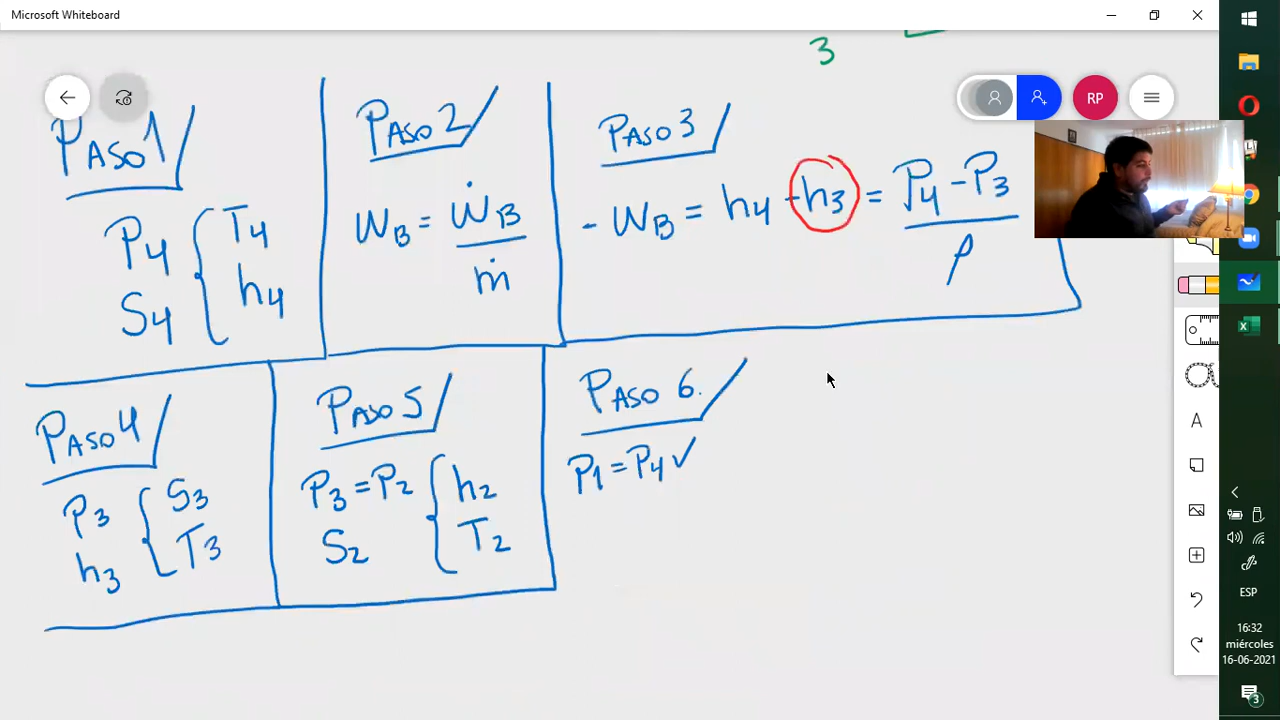 Microsoft Whiteboard
3
RP
PASO 1/
P4 { T4
S4 h4
PASO 2/
WB = ẆB / ṁ
PASO 3/
- WB = h4 - h3 = P4 - P3 / ρ
PASO 4/
P3 { S3
h3 T3
PASO 5/
P3 = P2 { h2
S2 T2
PASO 6./
P1 = P4 ✓
A
ESP
16:32
miércoles
16-06-2021
3